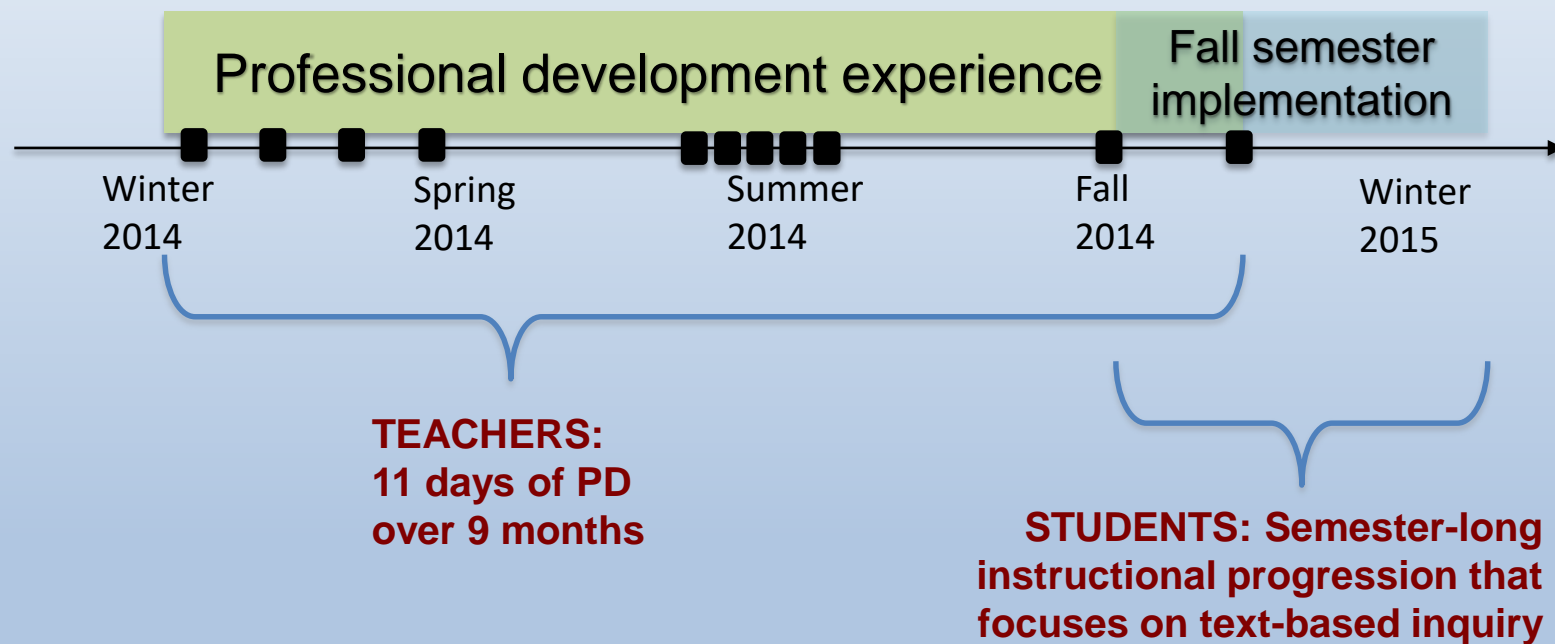 Professional development experience
Fall semester
implementation
Winter
2014
Spring
2014
Summer
2014
Fall
2014
Winter
2015
TEACHERS:
11 days of PD
over 9 months
STUDENTS: Semester-long
instructional progression that
focuses on text-based inquiry